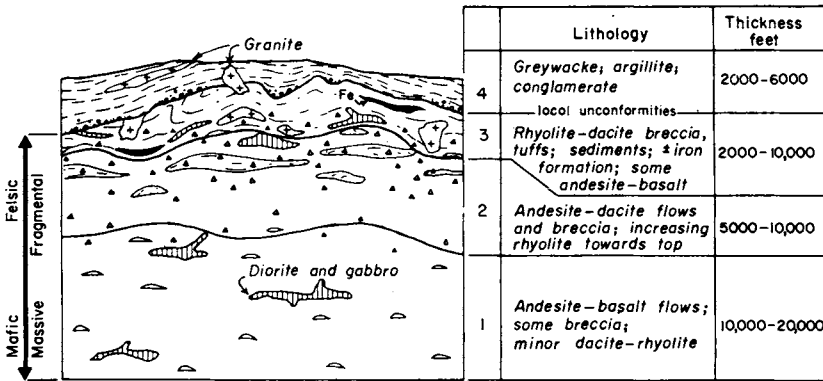 Granite
Fe
Felsic
Fragmental
Diorite and gabbro
Mafic
Massive
Lithology
Thickness
feet
4
Greywacke; argillite;
conglomerate
2000-6000
locol unconformities
3
Rhyolite-dacite breccia,
tuffs; sediments; ± iron
formation; some
andesite-basalt
2000-10,000
2
Andesite-dacite flows
and breccia; increasing
rhyolite towards top
5000-10,000
1
Andesite-basalt flows;
some breccia;
minor dacite-rhyolite
10,000-20,000